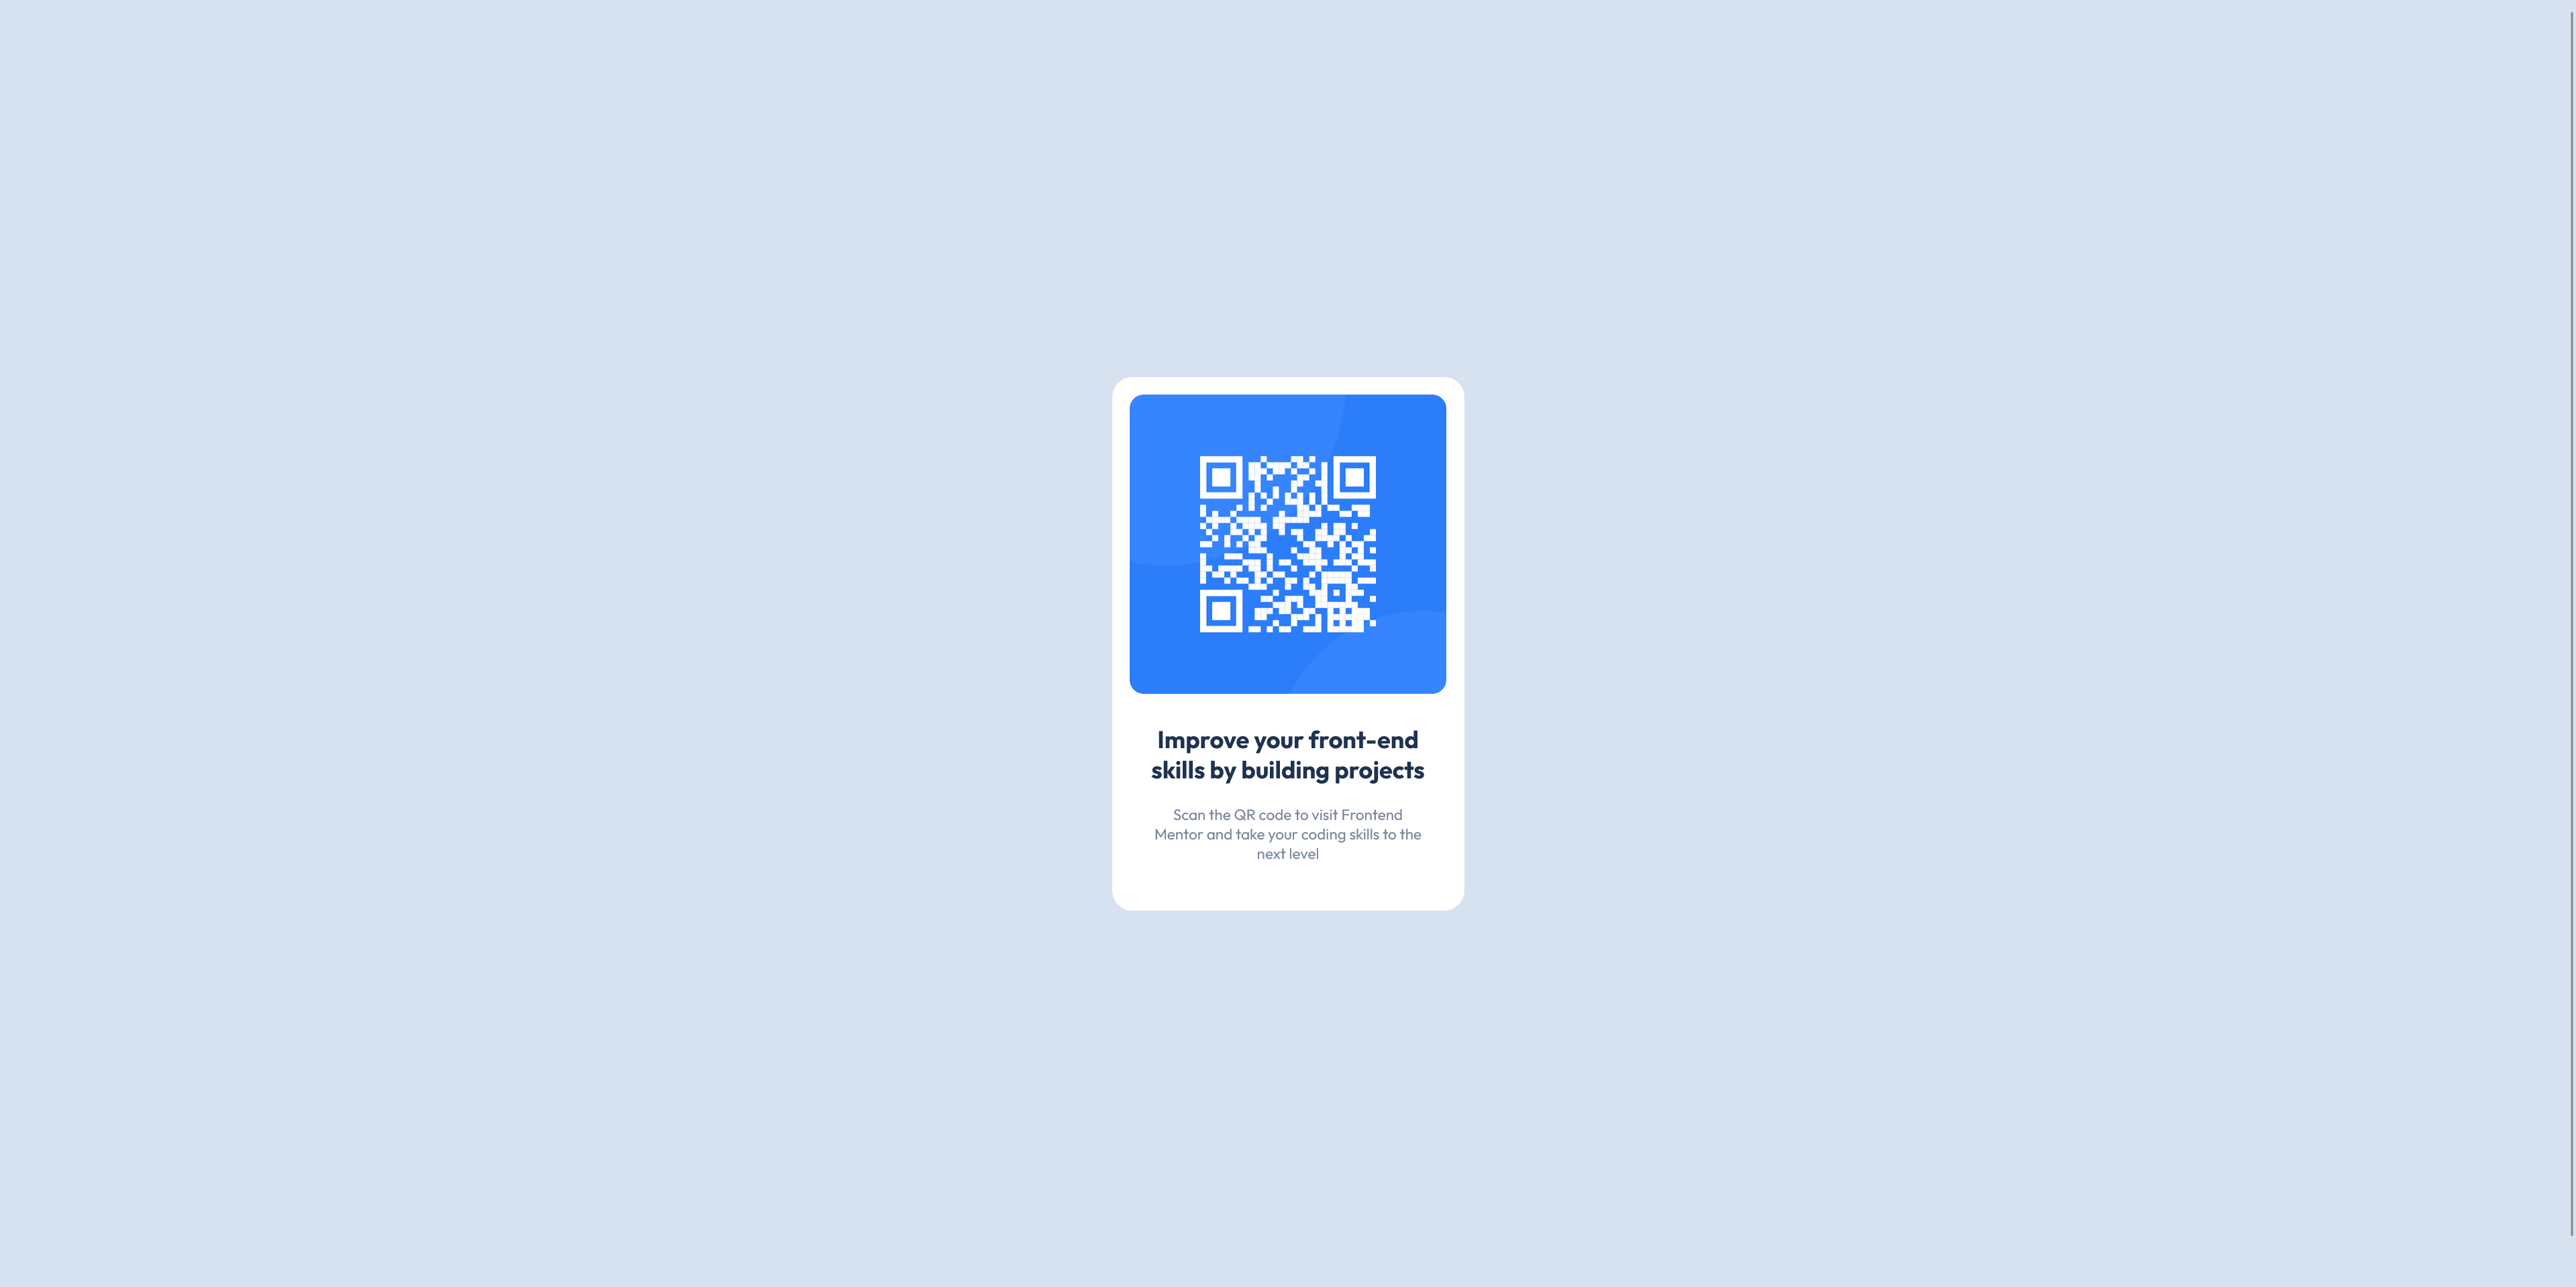 Improve your front-end
skills by building projects
Scan the QR code to visit Frontend
Mentor and take your coding skills to the
next level